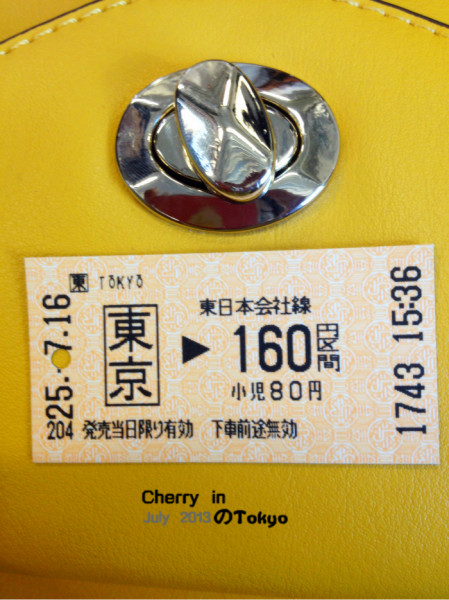 東 TōKYō
25.-7.16
東京 ▶ 160円区間
東日本会社線
小児80円
204 発売当日限り有効 下車前途無効
1743 15:36
Cherry in
July 2013のTokyo